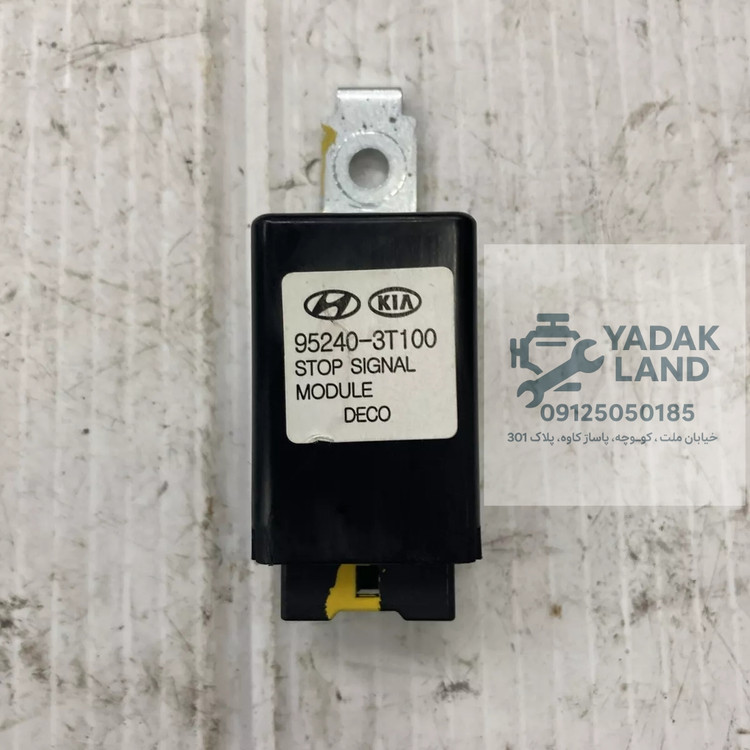 KIA
95240-3T100
STOP SIGNAL
MODULE
DECO
YADAK
LAND
09125050185
خیابان ملت ، کوچه، پاساژ کاوه، پلاک 301